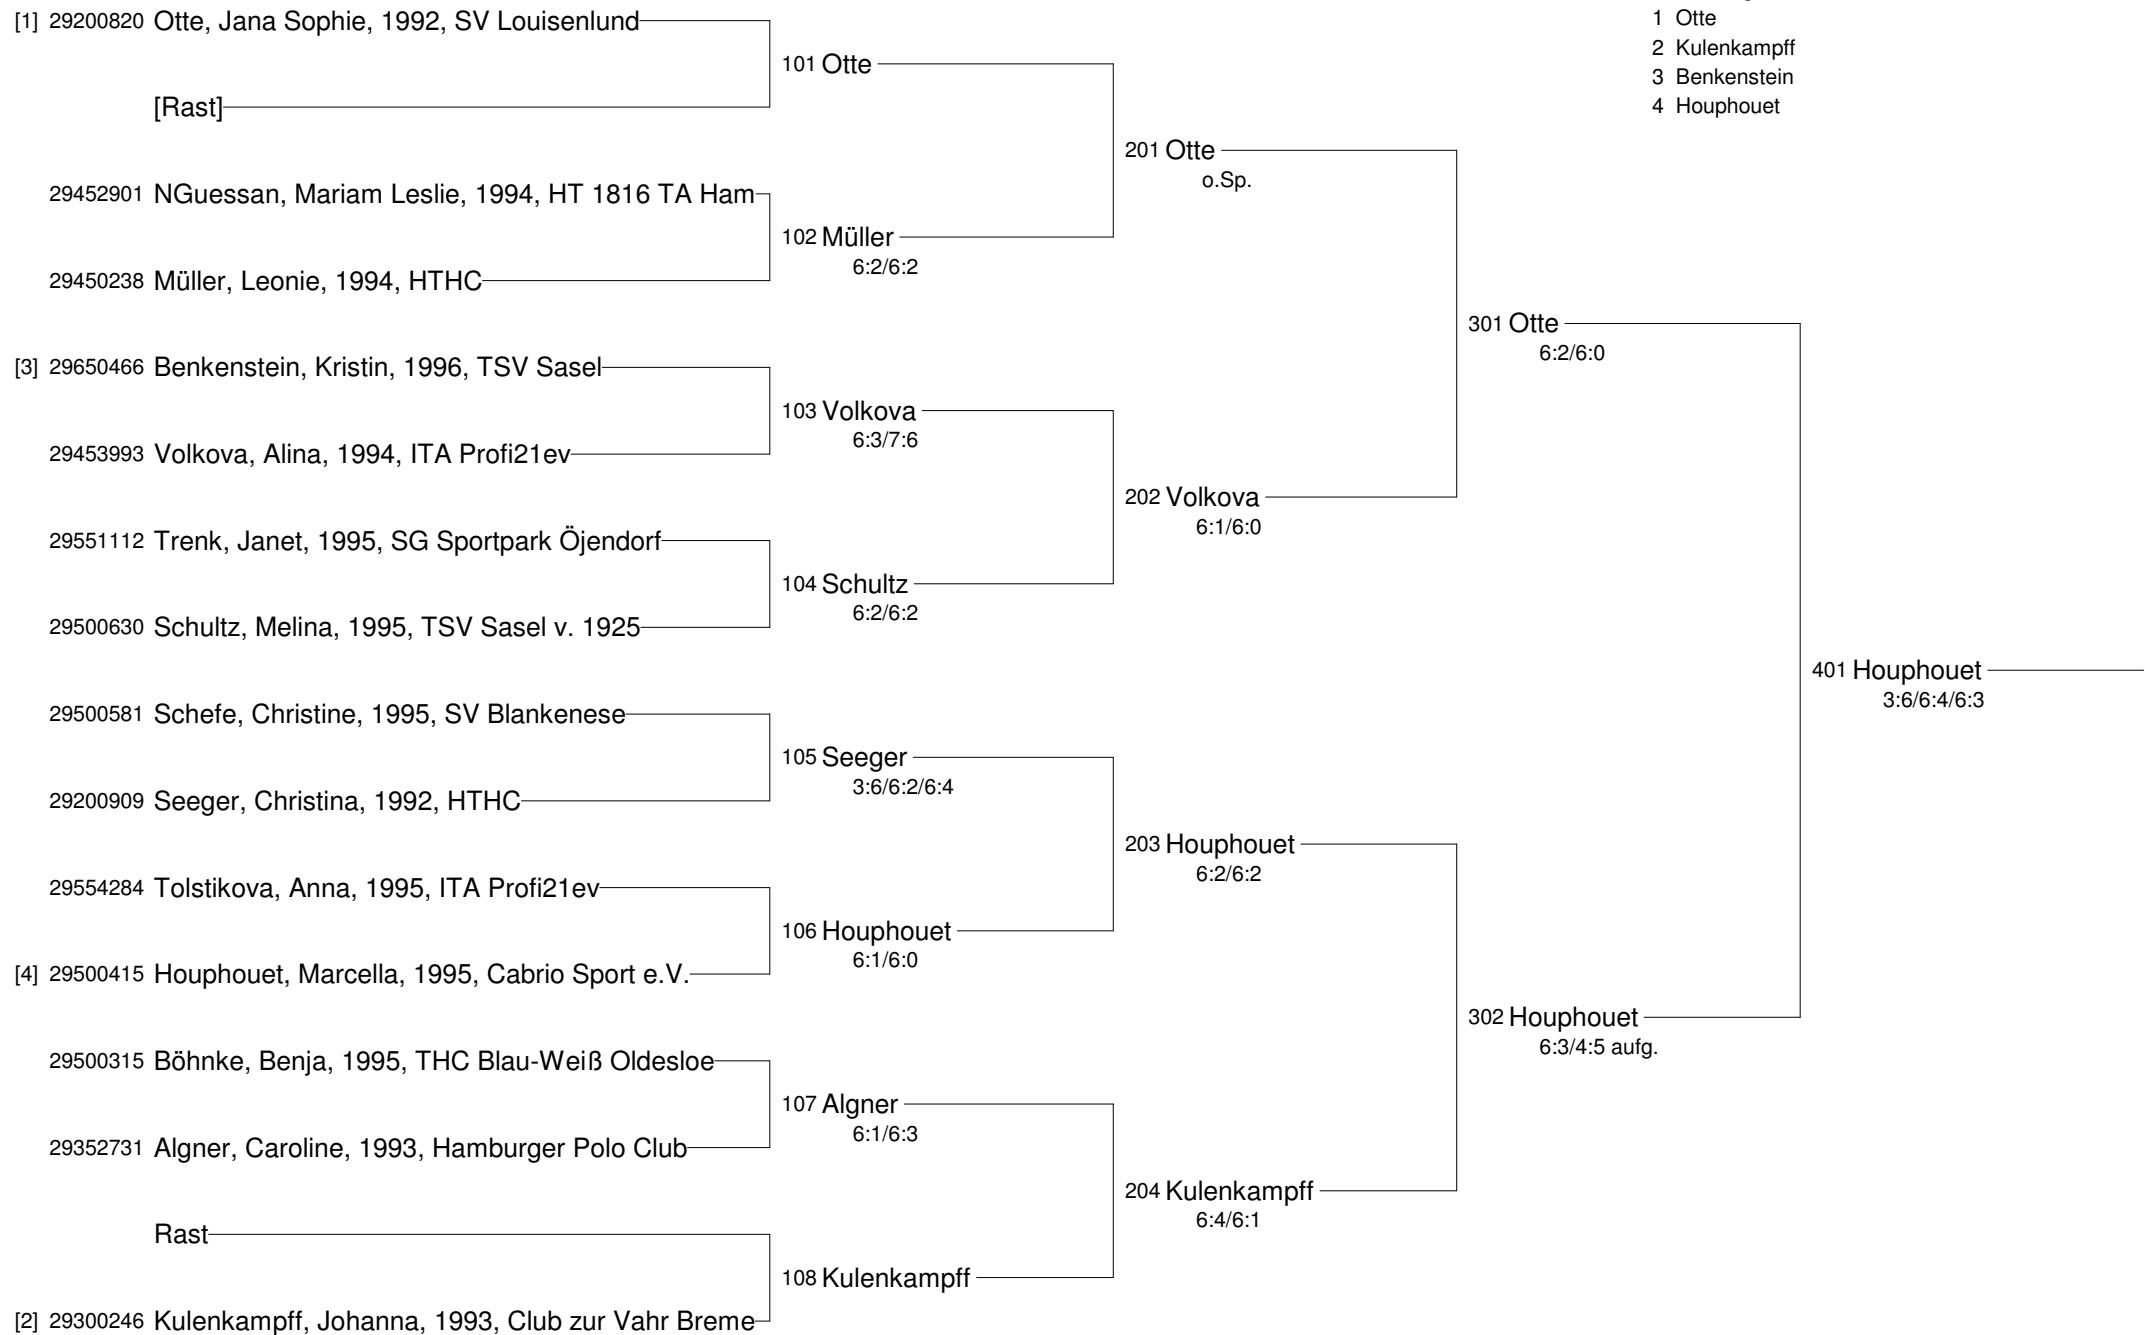 [1] 29200820 Otte, Jana Sophie, 1992, SV Louisenlund
[Rast]
29452901 NGuessan, Mariam Leslie, 1994, HT 1816 TA Ham
29450238 Müller, Leonie, 1994, HTHC
[3] 29650466 Benkenstein, Kristin, 1996, TSV Sasel
29453993 Volkova, Alina, 1994, ITA Profi21ev
29551112 Trenk, Janet, 1995, SG Sportpark Öjendorf
29500630 Schultz, Melina, 1995, TSV Sasel v. 1925
29500581 Schefe, Christine, 1995, SV Blankenese
29200909 Seeger, Christina, 1992, HTHC
29554284 Tolstikova, Anna, 1995, ITA Profi21ev
[4] 29500415 Houphouet, Marcella, 1995, Cabrio Sport e.V.
29500315 Böhnke, Benja, 1995, THC Blau-Weiß Oldesloe
29352731 Algner, Caroline, 1993, Hamburger Polo Club
Rast
[2] 29300246 Kulenkampff, Johanna, 1993, Club zur Vahr Breme
101 Otte
102 Müller
6:2/6:2
103 Volkova
6:3/7:6
104 Schultz
6:2/6:2
105 Seeger
3:6/6:2/6:4
106 Houphouet
6:1/6:0
107 Algner
6:1/6:3
108 Kulenkampff
201 Otte
o.Sp.
202 Volkova
6:1/6:0
203 Houphouet
6:2/6:2
204 Kulenkampff
6:4/6:1
301 Otte
6:2/6:0
302 Houphouet
6:3/4:5 aufg.
401 Houphouet
3:6/6:4/6:3
1 Otte
2 Kulenkampff
3 Benkenstein
4 Houphouet